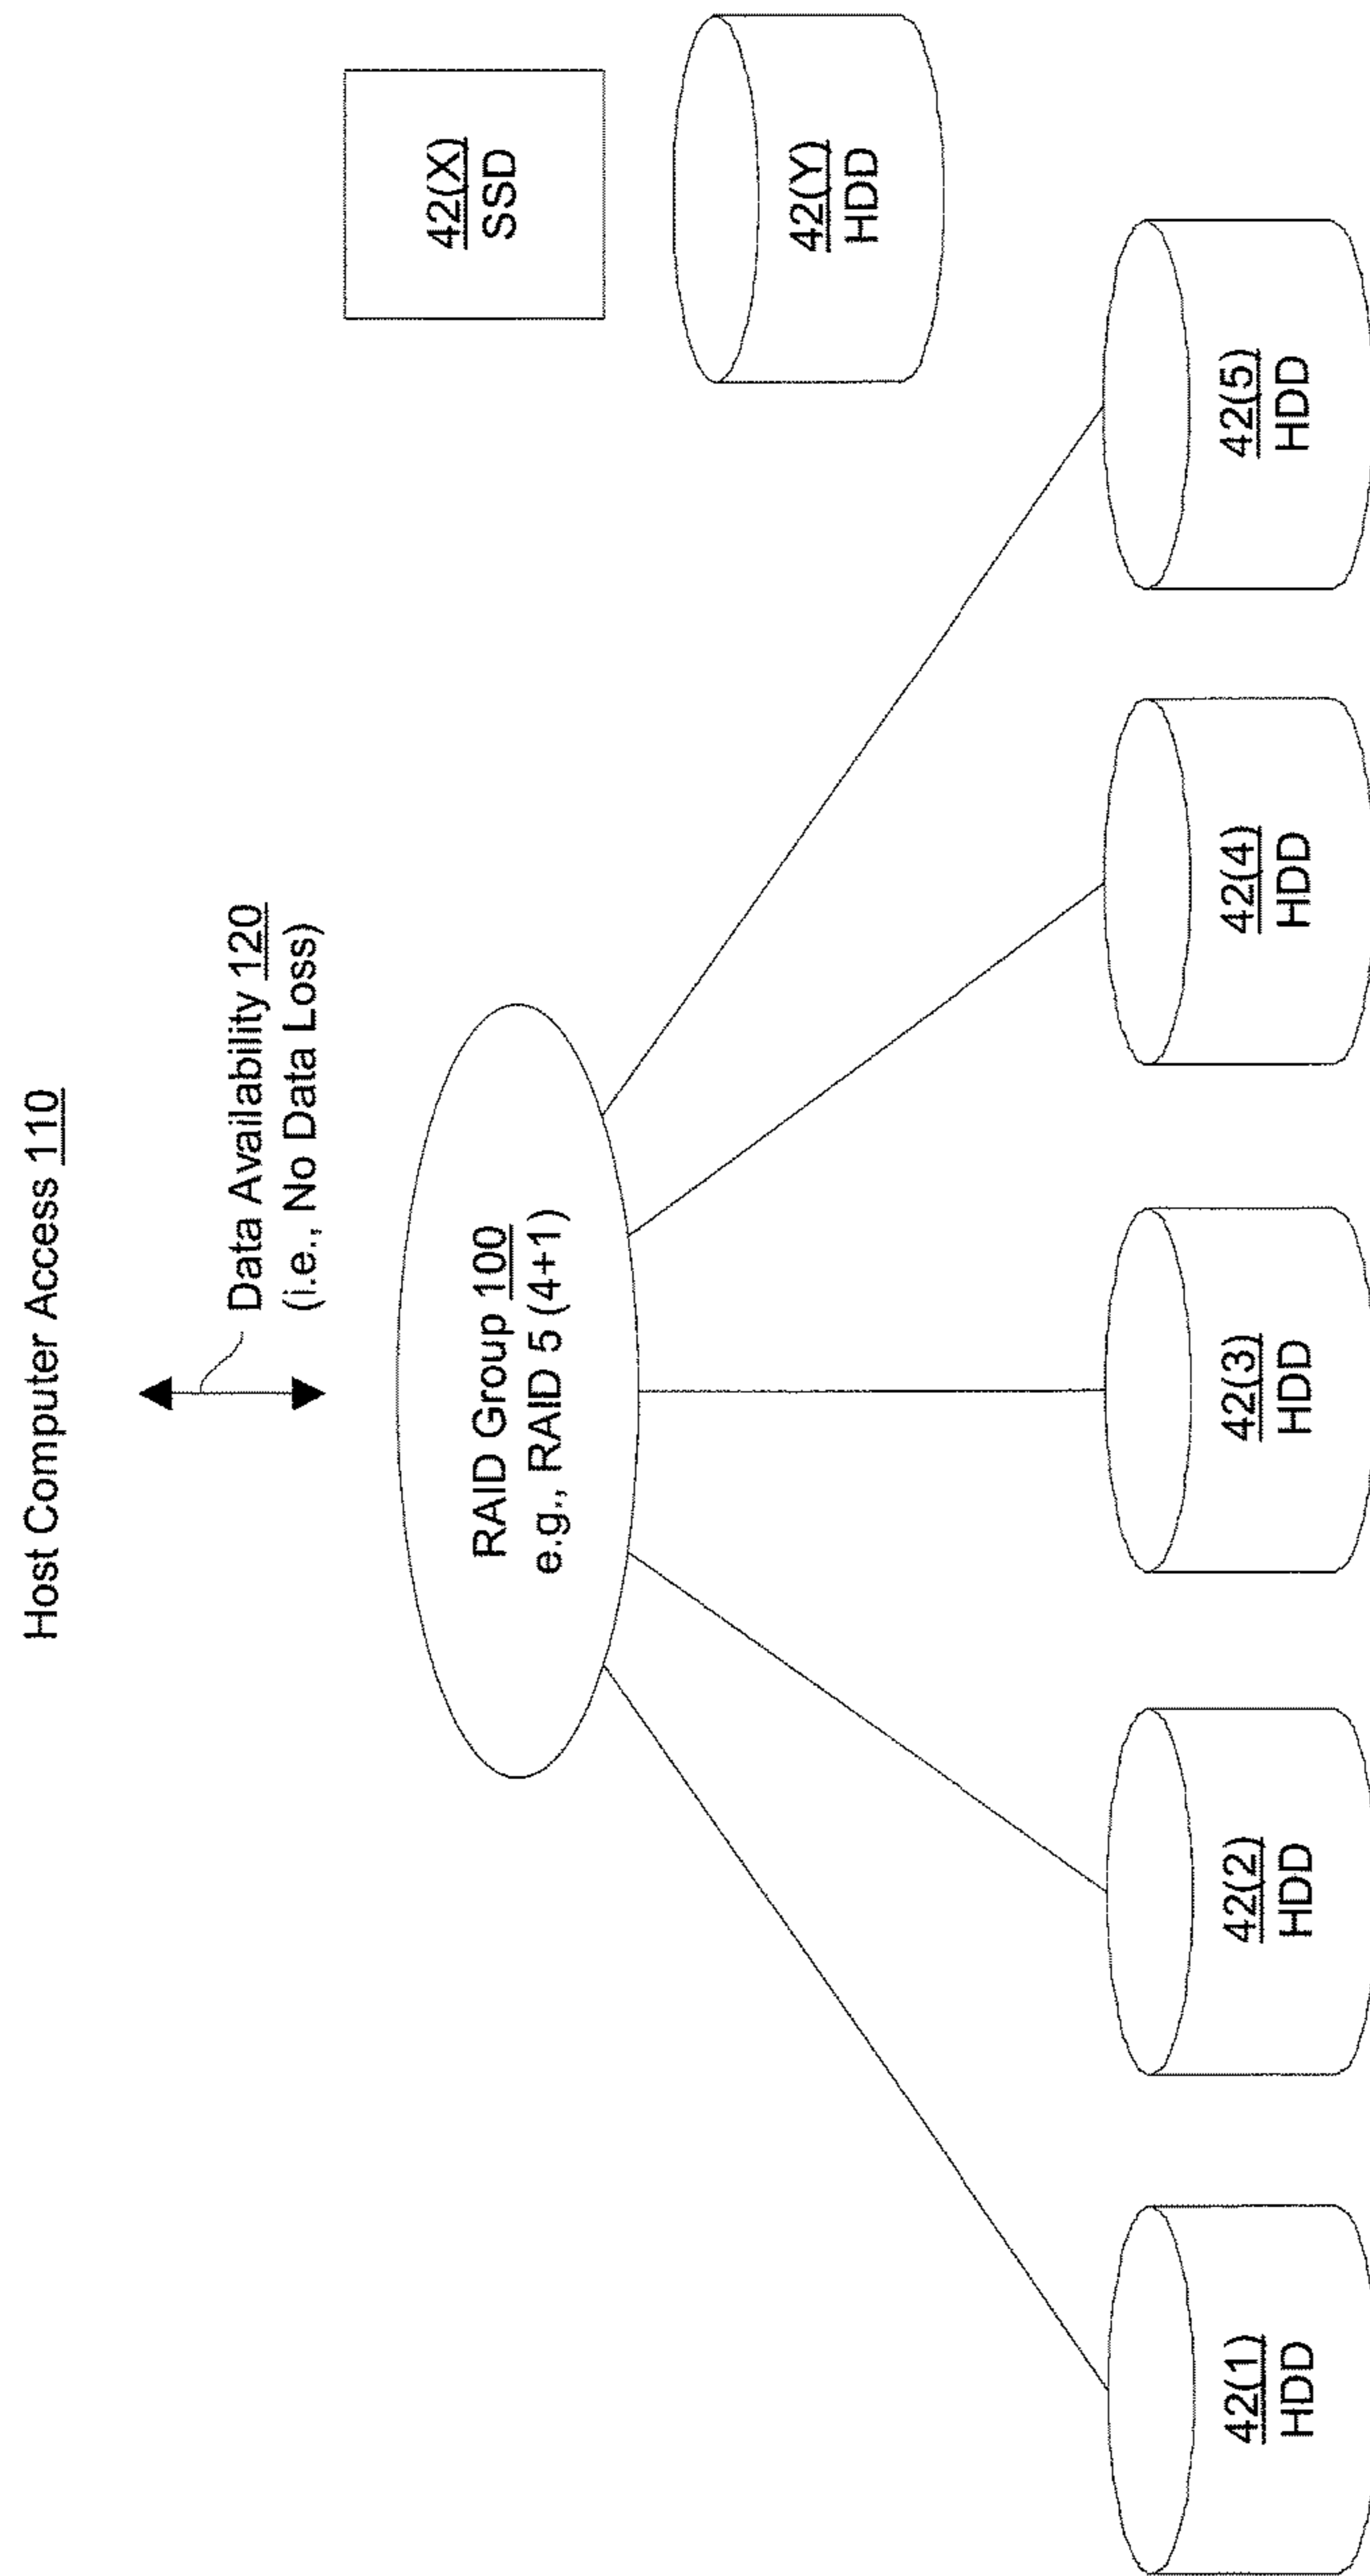 Host Computer Access 110
Data Availability 120
(i.e., No Data Loss)
RAID Group 100
e.g., RAID 5 (4+1)
42(X)
SSD
42(Y)
HDD
42(1)
HDD
42(2)
HDD
42(3)
HDD
42(4)
HDD
42(5)
HDD